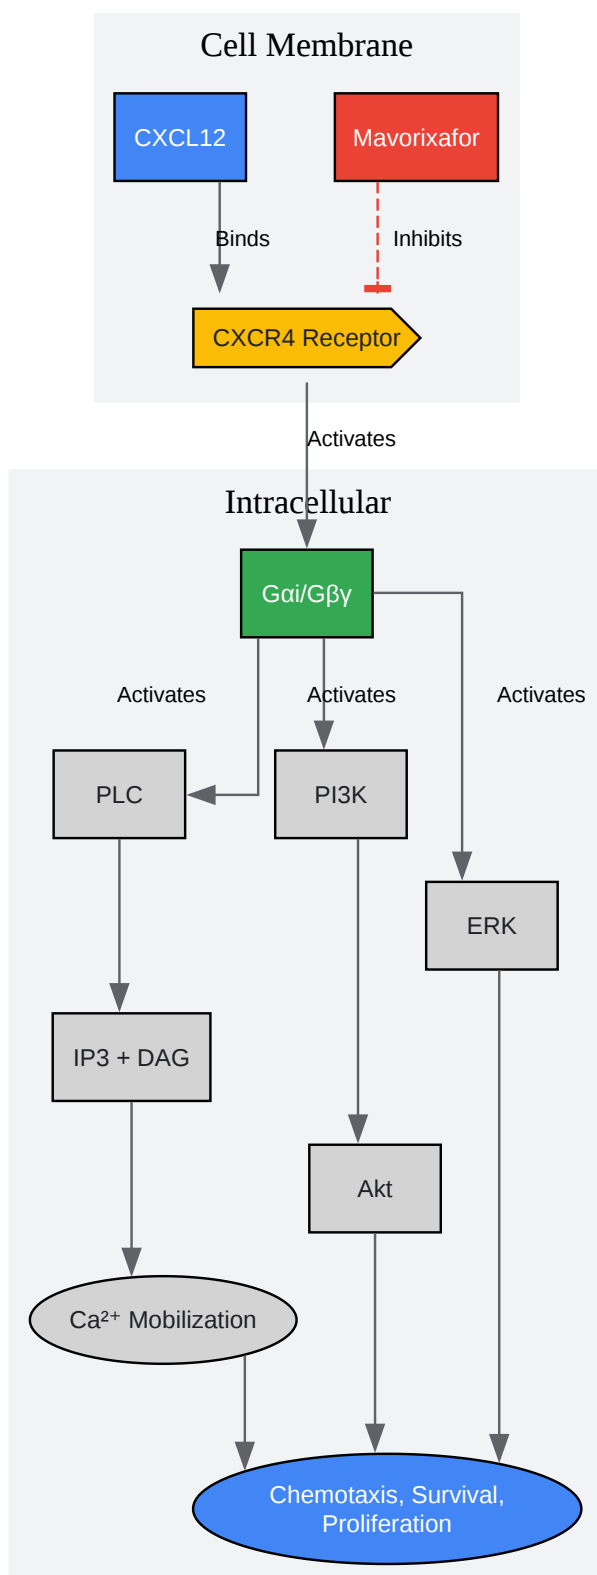 Cell Membrane
CXCL12
Mavorixafor
Binds
Inhibits
CXCR4 Receptor
Activates
Intracellular
Gαi/Gβγ
Activates
Activates
Activates
PLC
PI3K
ERK
IP3 + DAG
Akt
Ca²⁺ Mobilization
Chemotaxis, Survival,
Proliferation